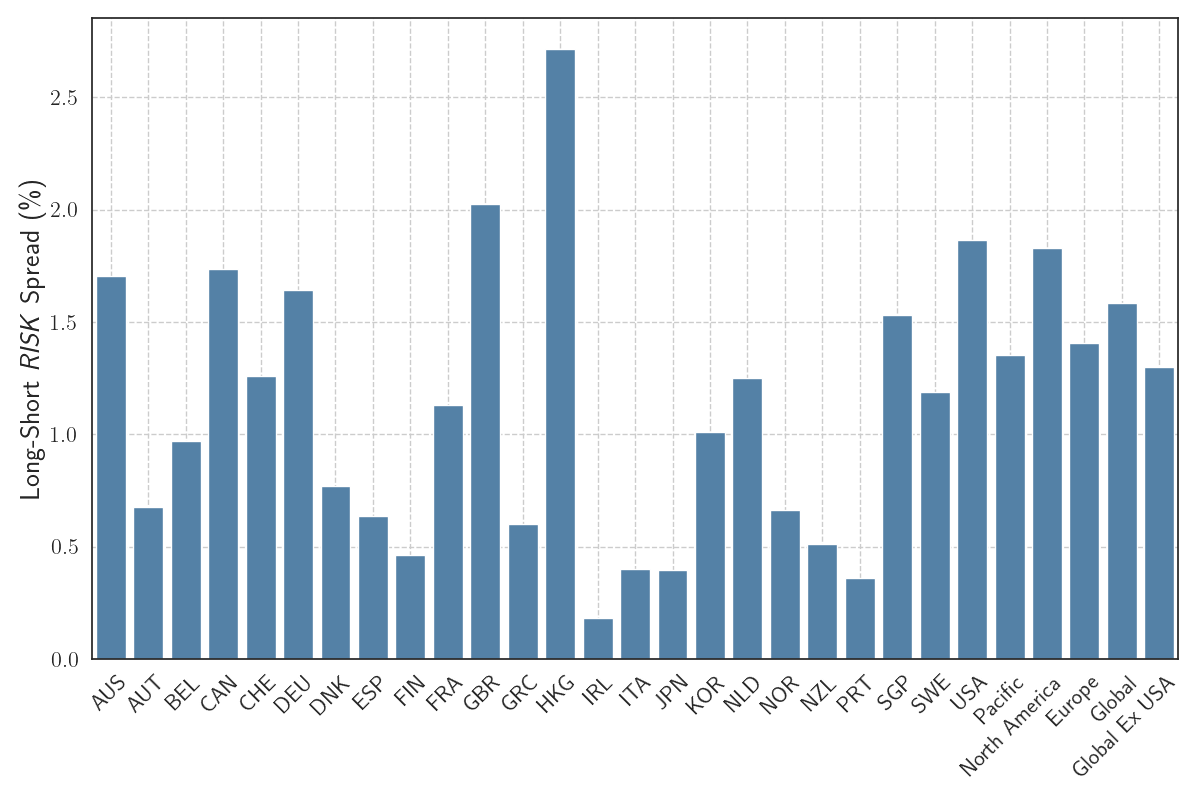 Long-Short RISK Spread (%)
2.5
2.0
1.5
1.0
0.5
0.0
AUS
AUT
BEL
CAN
CHE
DEU
DNK
ESP
FIN
FRA
GBR
GRC
HKG
IRL
ITA
JPN
KOR
NLD
NOR
NZL
PRT
SGP
SWE
USA
Pacific
North America
Europe
Global
Global Ex USA